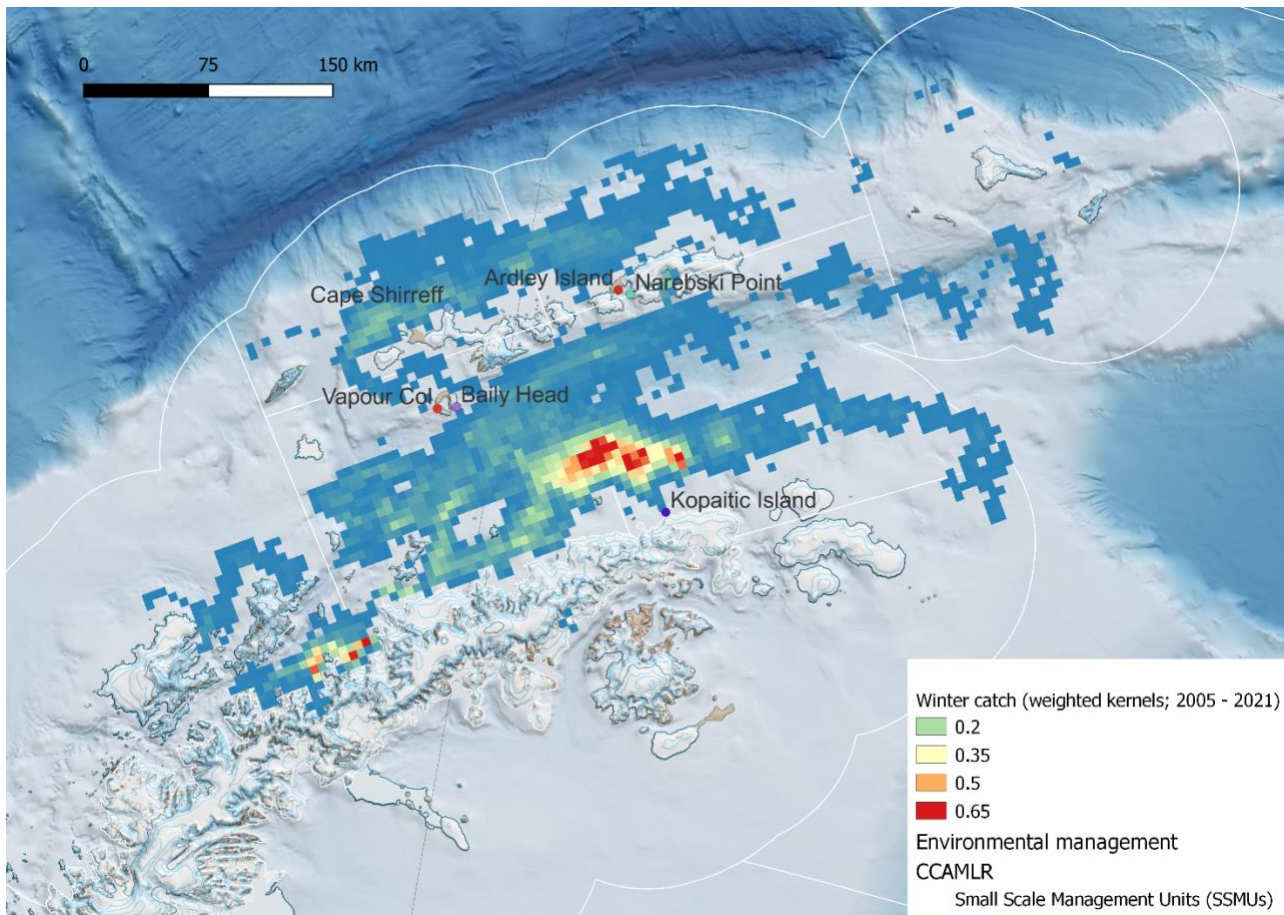 0 75 150 km
Ardley Island
Narebski Point
Cape Shirreff
Vapour Col
Baily Head
Kopaitic Island
Winter catch (weighted kernels; 2005 - 2021)
0.2
0.35
0.5
0.65
Environmental management
CCAMLR
Small Scale Management Units (SSMUs)